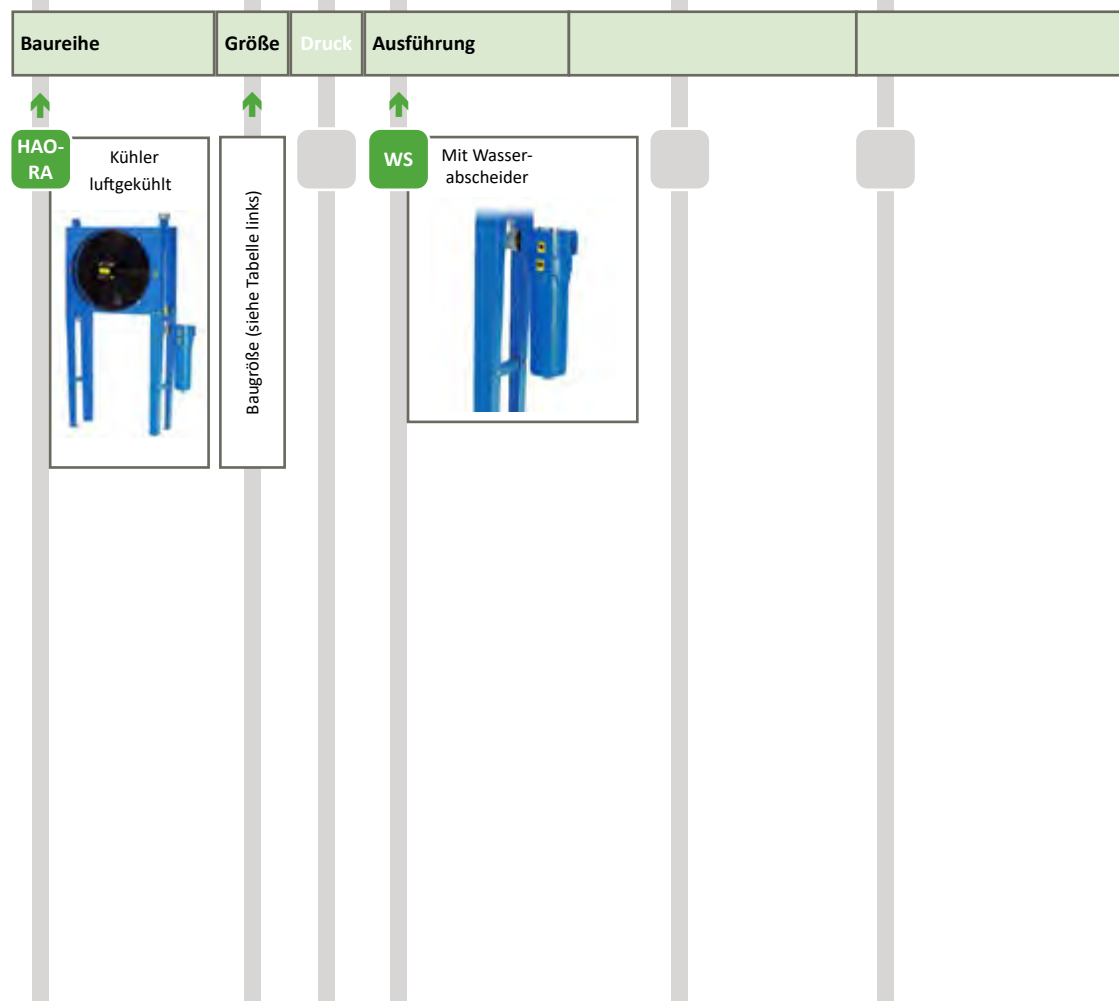 Baureihe
Größe
Druck
Ausführung
HAO-
RA
Kühler
luftgekühlt
Baugröße (siehe Tabelle links)
WS
Mit Wasser-
abscheider